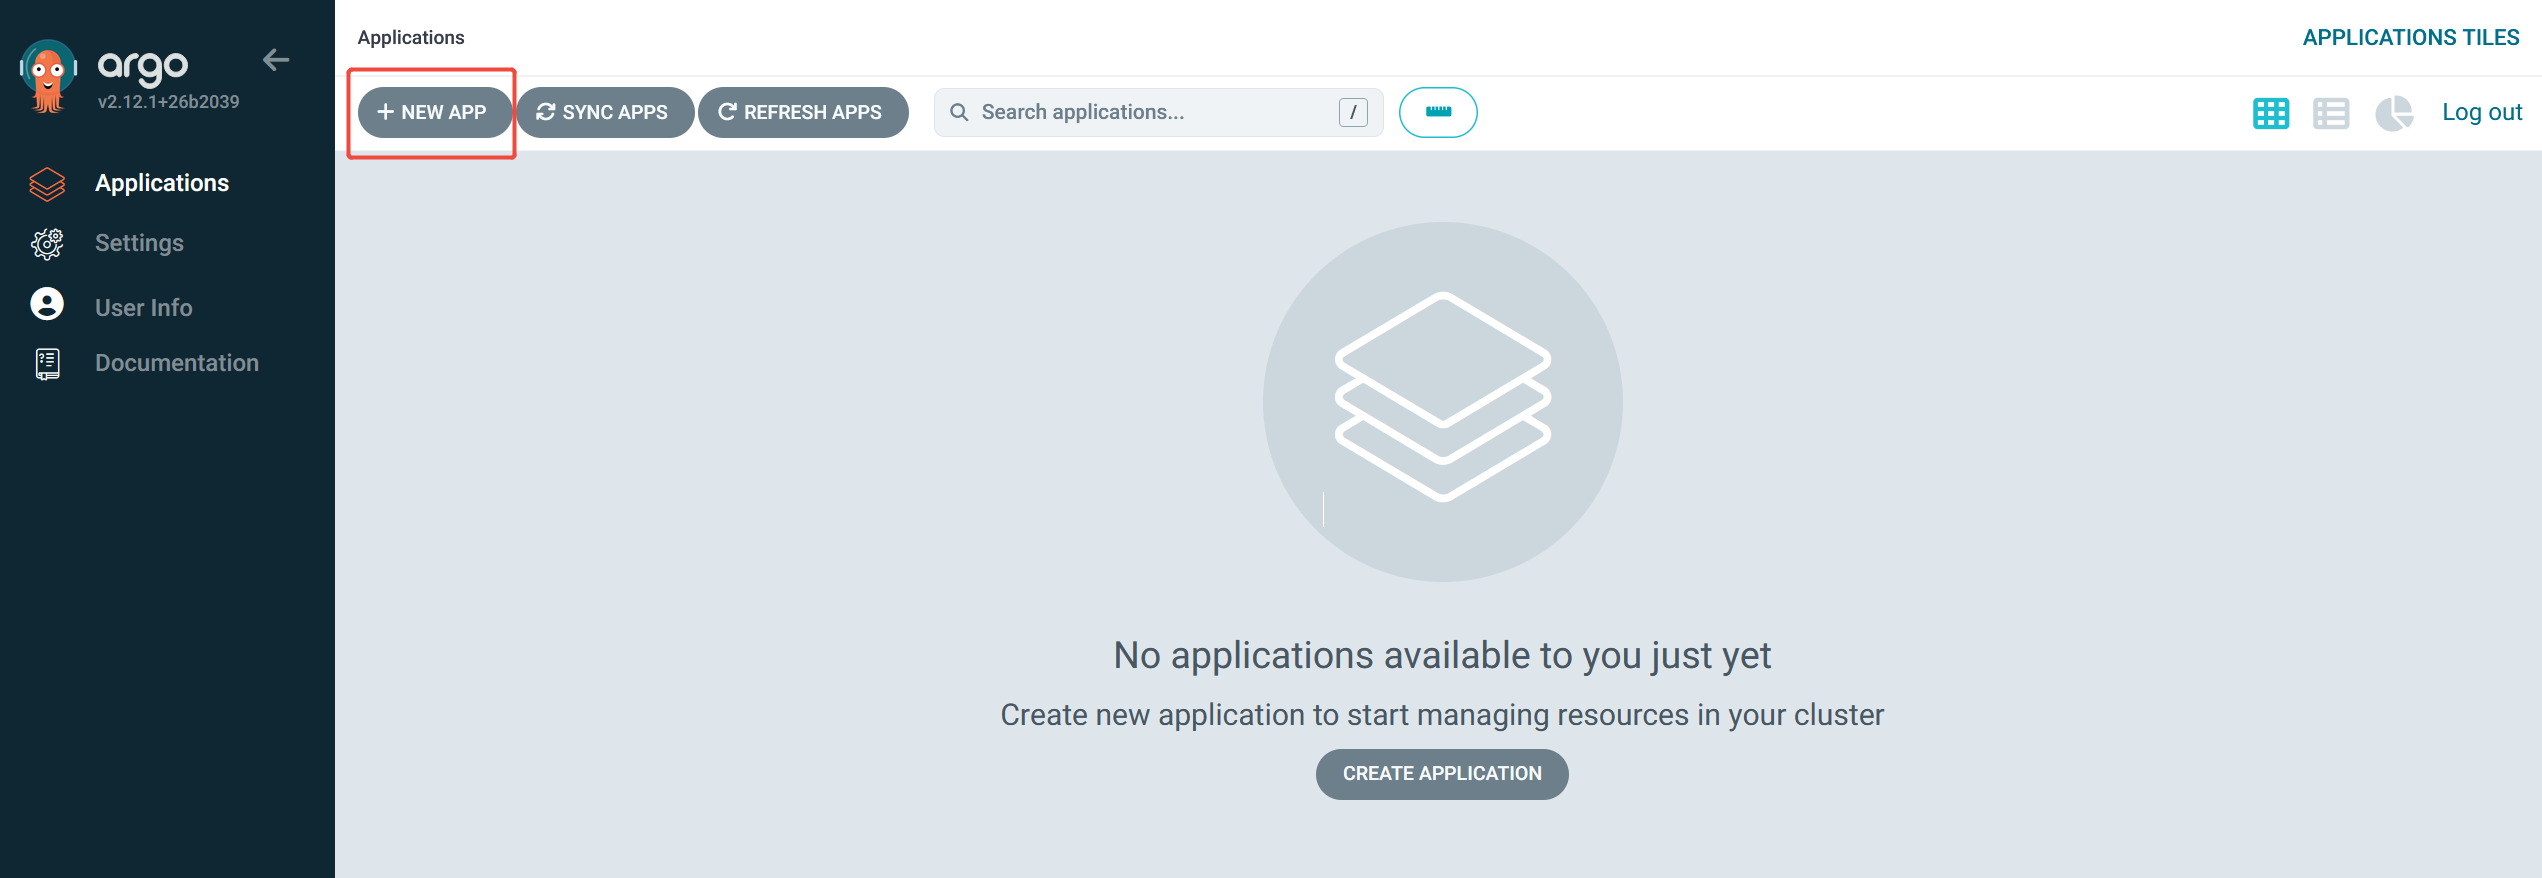 argo
v2.12.1+26b2039
Applications
Settings
User Info
Documentation
Applications
APPLICATIONS TILES
NEW APP
SYNC APPS
REFRESH APPS
Search applications...
/
Log out
No applications available to you just yet
Create new application to start managing resources in your cluster
CREATE APPLICATION